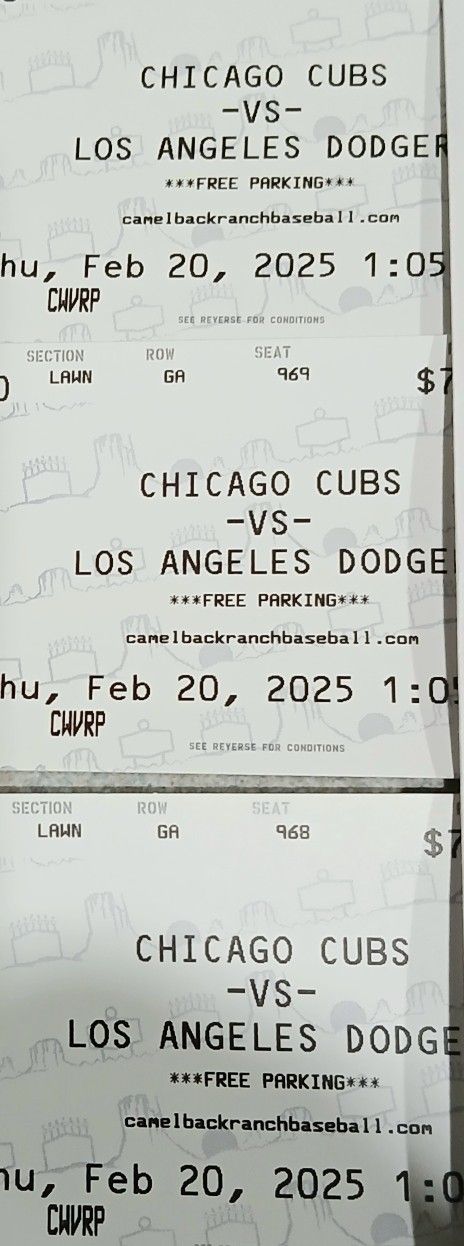 CHICAGO CUBS
-VS-
LOS ANGELES DODGER
***FREE PARKING***
camelbackranchbaseball.com
hu, Feb 20, 2025 1:05
CWVRP
SEE REVERSE FOR CONDITIONS
SECTION ROW SEAT
LAWN GA 969 $7
CHICAGO CUBS
-VS-
LOS ANGELES DODGE
***FREE PARKING***
camelbackranchbaseball.com
hu, Feb 20, 2025 1:05
CWVRP
SEE REVERSE FOR CONDITIONS
SECTION ROW SEAT
LAWN GA 968 $7
CHICAGO CUBS
-VS-
LOS ANGELES DODGE
***FREE PARKING***
camelbackranchbaseball.com
hu, Feb 20, 2025 1:0
CWVRP